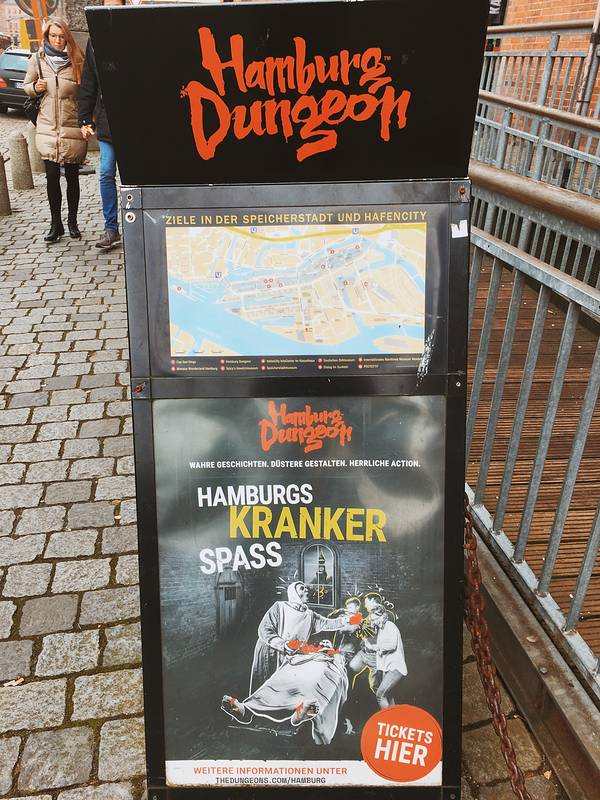 Hamburg™
Dungeon
ZIELE IN DER SPEICHERSTADT UND HAFENCITY
Hamburg
Dungeon
WAHRE GESCHICHTEN. DÜSTERE GESTALTEN. HERRLICHE ACTION.
HAMBURGS
KRANKER
SPASS
TICKETS
HIER
WEITERE INFORMATIONEN UNTER
THEDUNGEONS.COM/HAMBURG